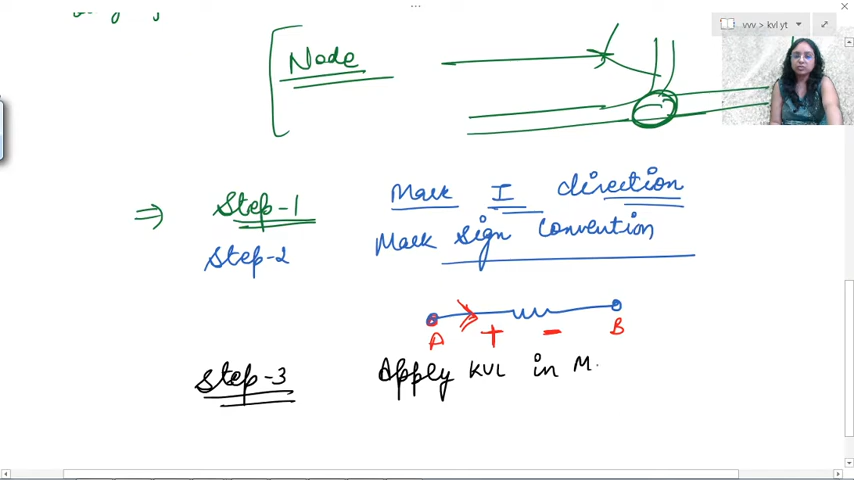 vvv > kvl yt
Node
⇒ Step-1 Mark I direction
Step-2 Mark sign convention
+ -
A B
Step-3 Apply KVL in M.